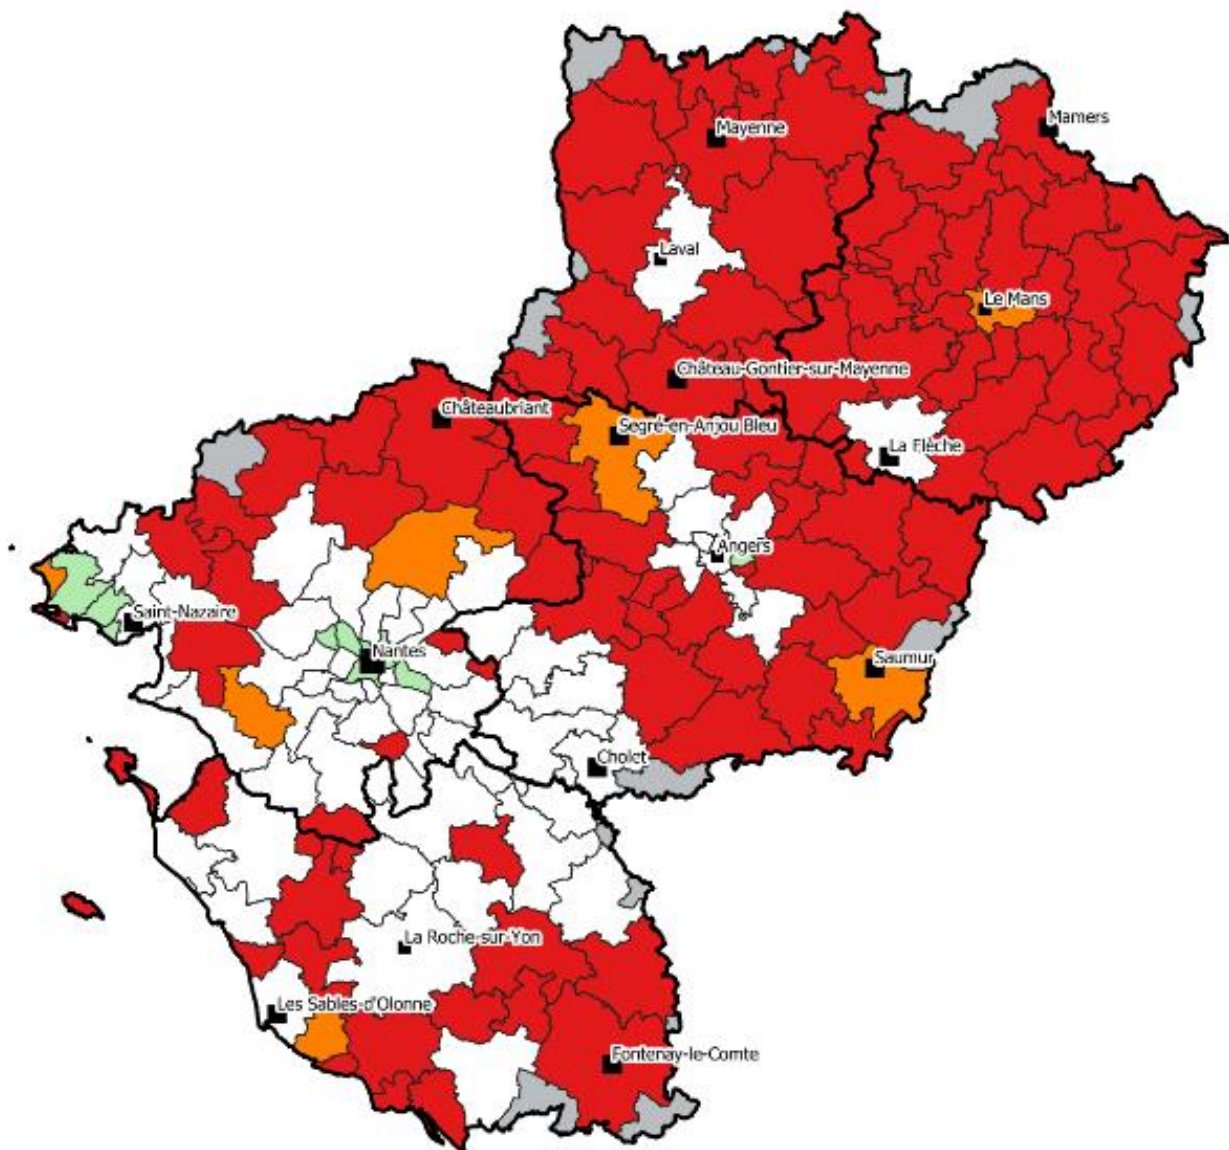 Mayenne
Mamers
Laval
Le Mans
Château-Gontier-sur-Mayenne
Châteaubriant
Segré-en-Anjou Bleu
La Flèche
Angers
Saint-Nazaire
Nantes
Saumur
Cholet
La Roche-sur-Yon
Les Sables-d'Olonne
Fontenay-le-Comte